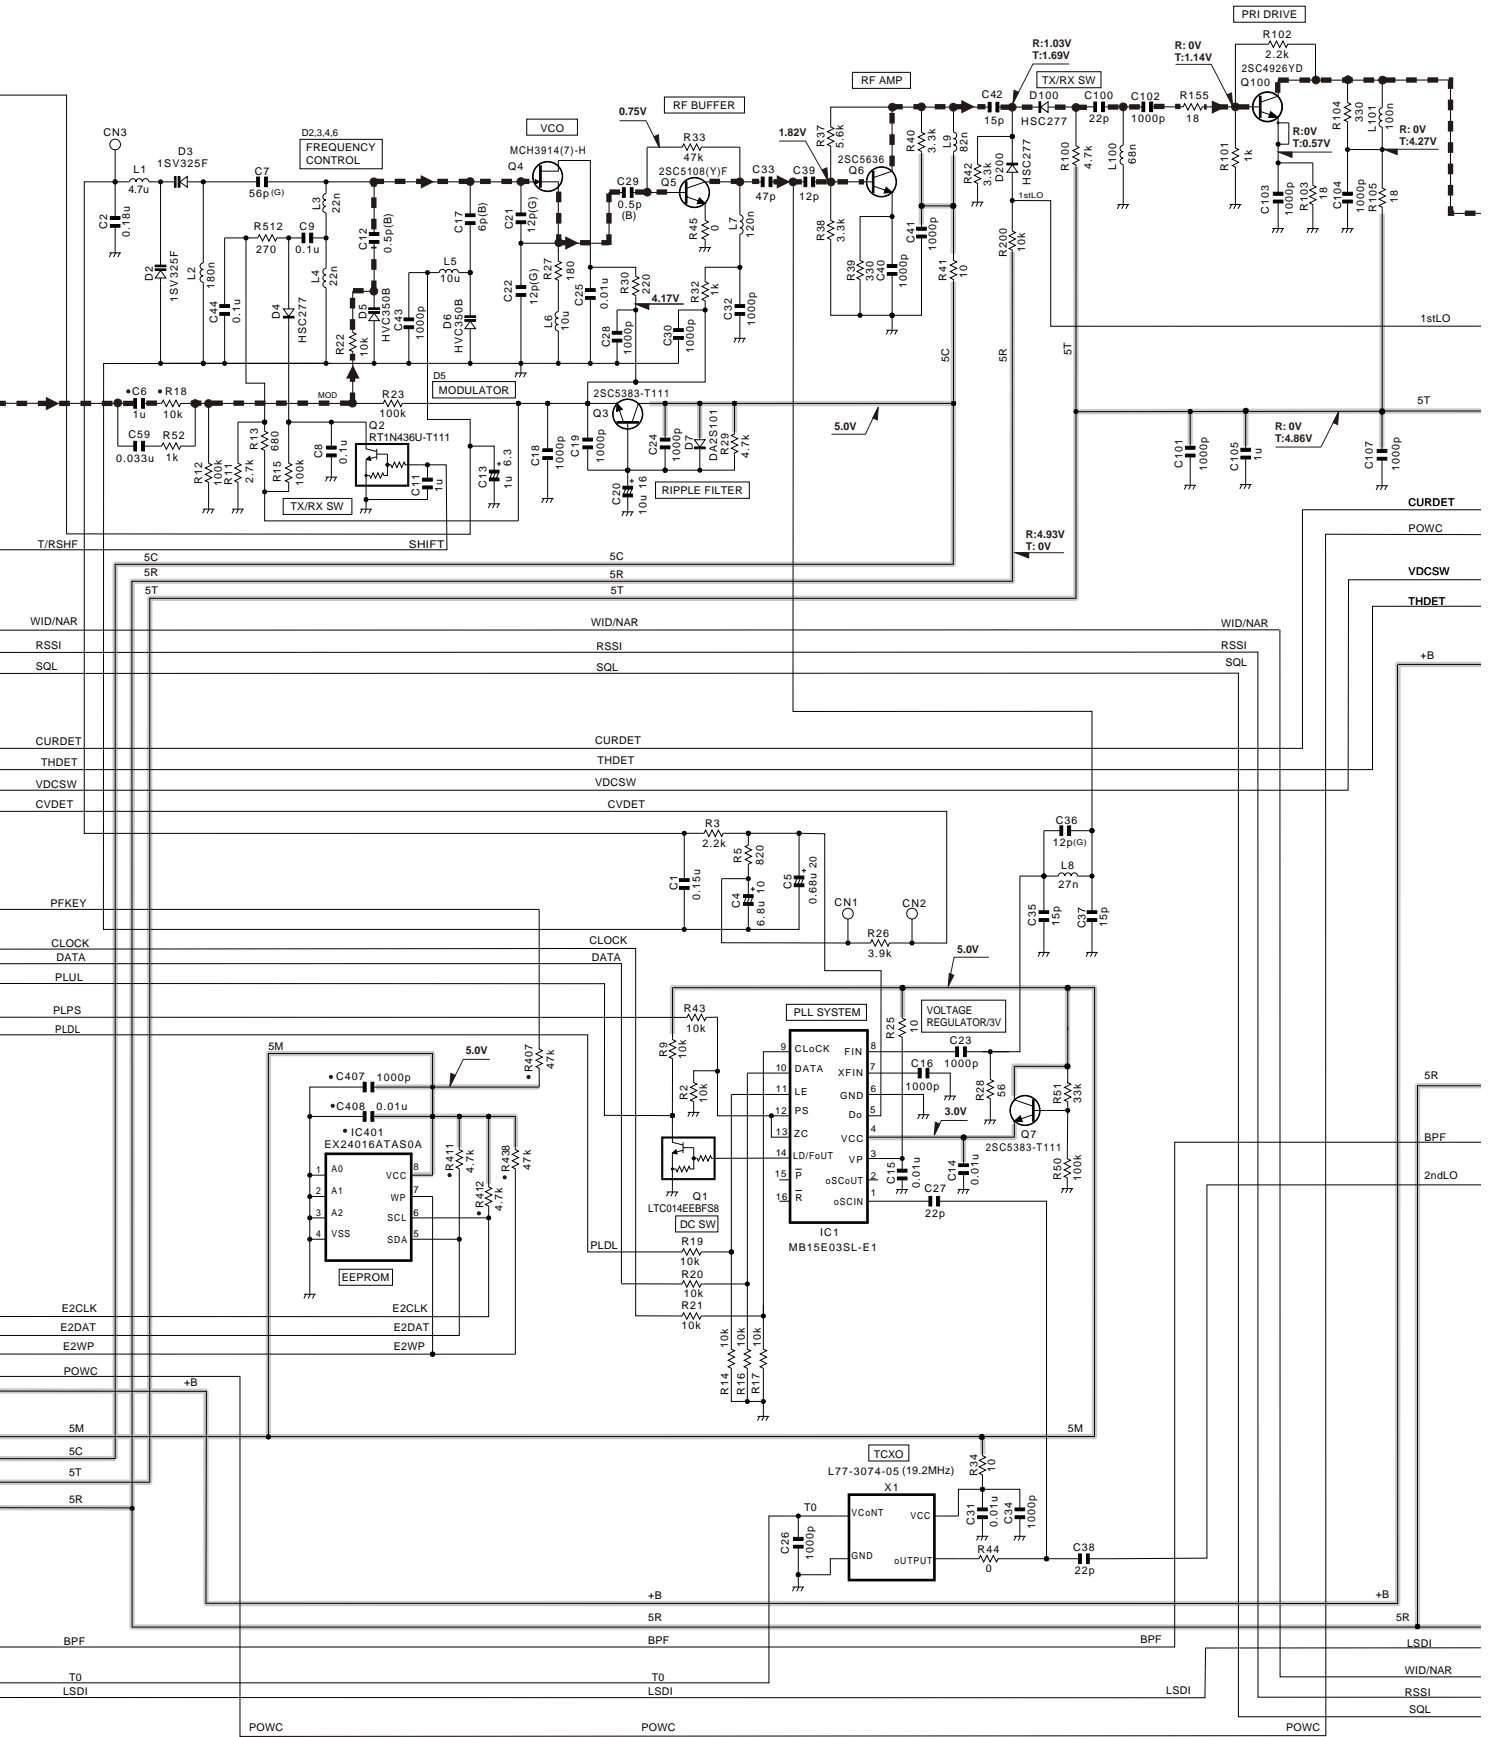 PRI DRIVE
R102
2.2k
2SC4926YD
Q100
R: 0V
T:1.14V
R:1.03V
T:1.69V
TX/RX SW
RF AMP
C42
15p
D100
HSC277
C100
22p
C102
1000p
R155
18
R104
330
L101
100n
R: 0V
T:4.27V
R:0V
T:0.57V
R101
1k
C103
1000p
R103
18
C104
1000p
R105
18
L100
68n
R100
4.7k
R42
3.3k
D200
HSC277
1stLO
R200
10k
R40
3.3k
L9
82n
R37
5.6k
2SC5636
Q6
1.82V
C33
47p
C39
12p
R38
3.3k
R39
330
C40
1000p
C41
1000p
R41
10
RF BUFFER
0.75V
R33
47k
2SC5108(Y)F
Q5
C29
0.5p
(B)
R45
0
L7
120n
C32
1000p
R32
1k
R30
220
4.17V
C28
1000p
C30
1000p
C25
0.01u
R27
180
L6
10u
VCO
MCH3914(7)-H
Q4
C21
12p(G)
C22
12p(G)
C17
6p(B)
L5
10u
D6
HVC350B
C43
1000p
D5
HVC350B
C12
0.5p(B)
R22
10k
D2,3,4,6
FREQUENCY
CONTROL
CN3
L1
4.7u
D3
1SV325F
C7
56p(G)
C2
0.18u
D2
1SV325F
L2
180n
R512
270
C9
0.1u
L3
22n
L4
22n
C44
0.1u
D4
HSC277
5C
5R
5T
1stLO
5T
D5
MODULATOR
MOD
•C6
1u
•R18
10k
C59
0.033u
R52
1k
R12
100k
R11
2.7k
R13
680
R15
100k
C8
0.1u
R23
100k
Q2
RT1N436U-T111
C11
1u
C13
1u 6.3
TX/RX SW
C18
1000p
C19
1000p
2SC5383-T111
Q3
C20
10u 16
C24
1000p
D7
DA2S101
R29
4.7k
RIPPLE FILTER
5.0V
R: 0V
T:4.86V
C101
1000p
C105
1u
C107
1000p
R:4.93V
T: 0V
T/RSHF
SHIFT
5C
5C
5R
5R
5T
5T
CURDET
POWC
VDCSW
THDET
WID/NAR
WID/NAR
WID/NAR
RSSI
RSSI
RSSI
SQL
SQL
SQL
+B
CURDET
CURDET
THDET
THDET
VDCSW
VDCSW
CVDET
CVDET
R3
2.2k
R5
820
C1
0.15u
C4
6.8u 10
C5
0.68u 20
CN1
CN2
R26
3.9k
C36
12p(G)
L8
27n
C35
15p
C37
15p
PFKEY
CLOCK
CLOCK
DATA
DATA
PLUL
PLPS
PLDL
5.0V
R43
10k
R9
10k
R2
10k
PLL SYSTEM
VOLTAGE
REGULATOR/3V
R25
10
9
CLoCK
FIN
8
10
DATA
XFIN
7
11
LE
GND
6
12
PS
Do
5
13
ZC
VCC
4
14
LD/FoUT
VP
3
15
P
oSCoUT
2
16
R
oSCIN
1
IC1
MB15E03SL-E1
C23
1000p
C16
1000p
R28
56
3.0V
R51
33k
Q7
2SC5383-T111
R50
100k
C15
0.01u
C14
0.01u
C27
22p
Q1
LTC014EEBFS8
DC SW
5M
5.0V
•R407
47k
•C407 1000p
•C408 0.01u
•IC401
EX24016ATAS0A
1
A0
VCC
8
2
A1
WP
7
3
A2
SCL
6
4
VSS
SDA
5
EEPROM
•R411
4.7k
•R412
4.7k
•R438
47k
PLDL
R19
10k
R20
10k
R21
10k
R14
10k
R16
10k
R17
10k
5R
BPF
2ndLO
E2CLK
E2CLK
E2DAT
E2DAT
E2WP
E2WP
POWC
+B
5M
5M
5C
5T
5R
TCXO
L77-3074-05 (19.2MHz)
X1
VCoNT
VCC
GND
oUTPUT
T0
C26
1000p
R34
10
C31
0.01u
C34
1000p
R44
0
C38
22p
+B
+B
5R
5R
BPF
BPF
BPF
LSDI
T0
T0
WID/NAR
LSDI
LSDI
LSDI
RSSI
SQL
POWC
POWC
POWC